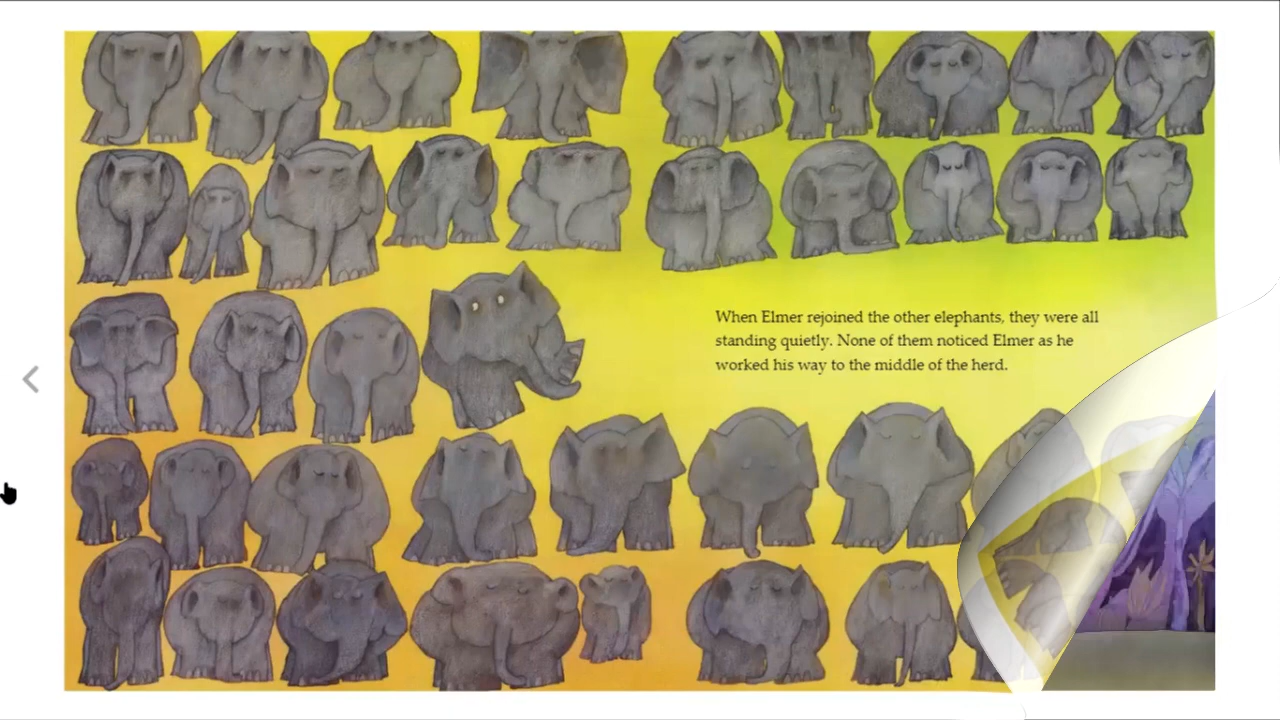 When Elmer rejoined the other elephants, they were all
standing quietly. None of them noticed Elmer as he
worked his way to the middle of the herd.